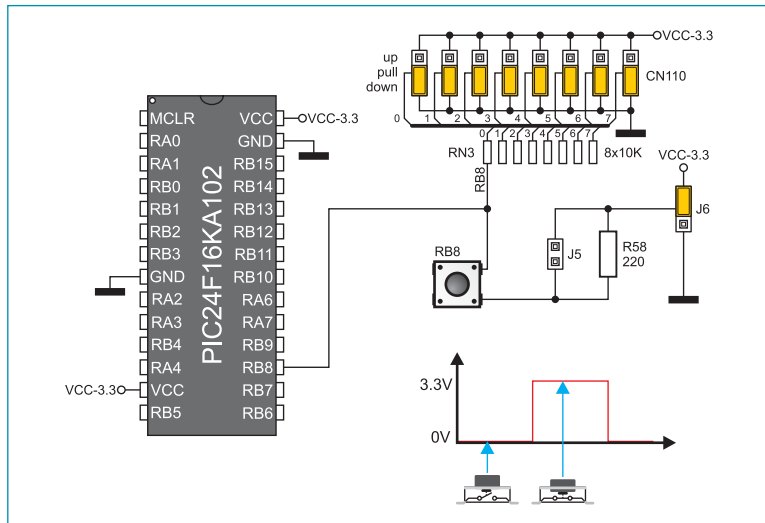 VCC-3.3
up
pull
down
CN110
0 1 2 3 4 5 6 7
0 1 2 3 4 5 6 7
RN3
8x10K
RB8
VCC-3.3
J6
J5
R58
220
RB8
PIC24F16KA102
MCLR
RA0
RA1
RB0
RB1
RB2
RB3
GND
RA2
RA3
RB4
RA4
VCC
RB5
VCC
GND
RB15
RB14
RB13
RB12
RB11
RB10
RA6
RA7
RB9
RB8
RB7
RB6
VCC-3.3
VCC-3.3
3.3V
0V